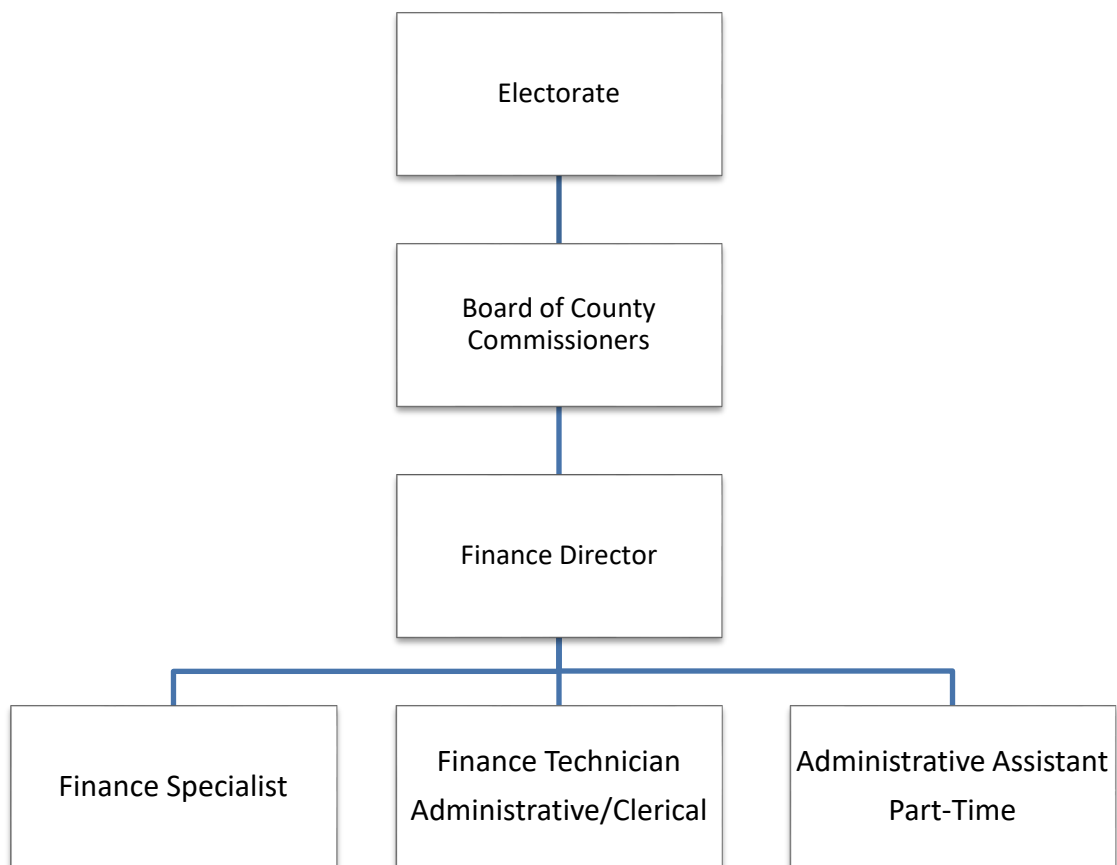 Electorate
Board of County
Commissioners
Finance Director
Finance Specialist
Finance Technician
Administrative/Clerical
Administrative Assistant
Part-Time